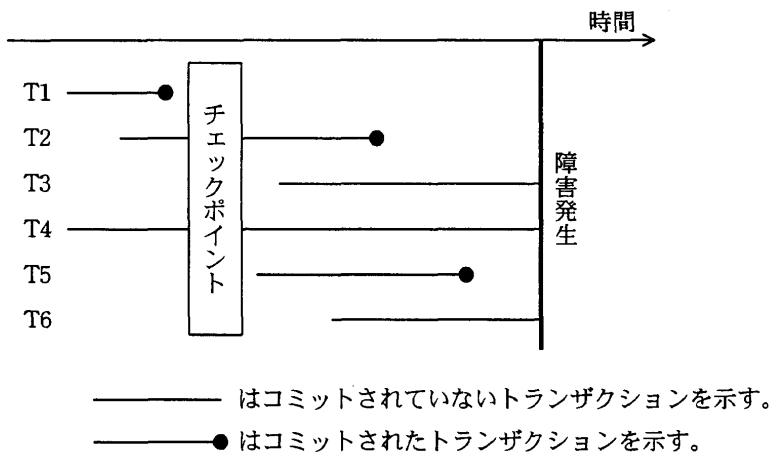 時間
T1
T2
T3
T4
T5
T6
チェックポイント
障害発生
はコミットされていないトランザクションを示す。
はコミットされたトランザクションを示す。